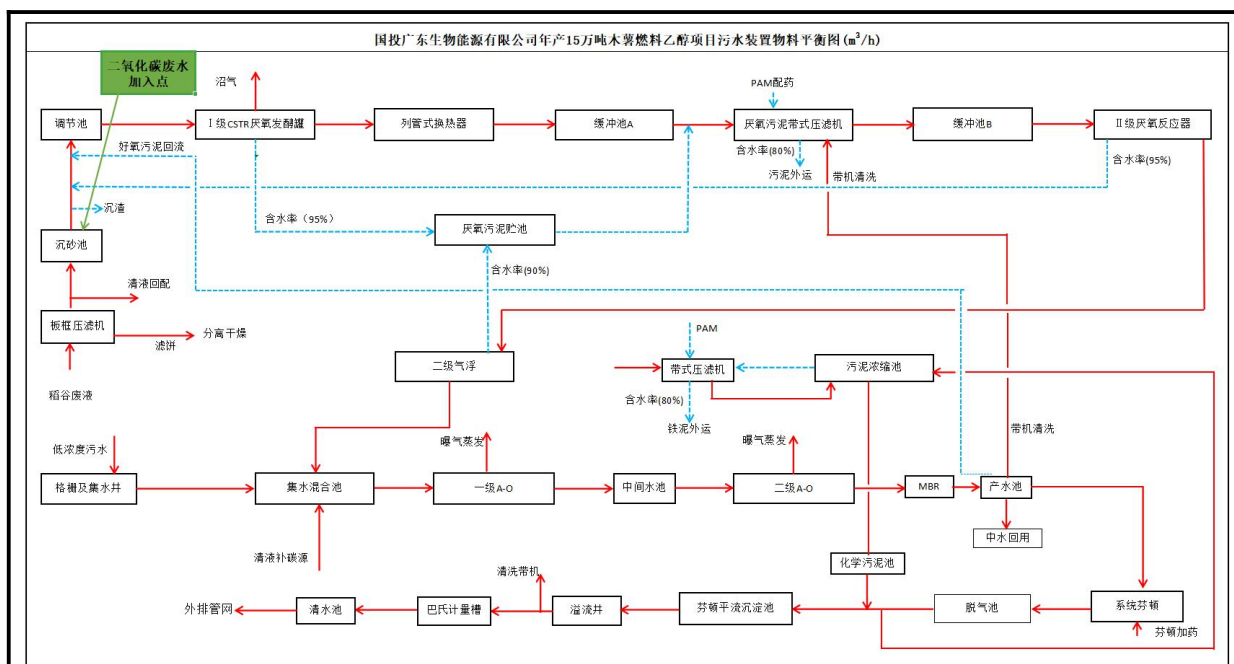 国投广东生物能源有限公司年产15万吨木薯燃料乙醇项目污水装置物料平衡图(m³/h)
二氧化碳废水
加入点
沼气
PAM配药
调节池
Ⅰ级CSTR厌氧发酵罐
列管式换热器
缓冲池A
厌氧污泥带式压滤机
缓冲池B
Ⅱ级厌氧反应器
好氧污泥回流
含水率(80%)
含水率(95%)
污泥外运
带机清洗
沉渣
含水率（95%）
厌氧污泥贮池
沉砂池
含水率(90%)
清液回配
板框压滤机
分离干燥
滤饼
PAM
二级气浮
带式压滤机
污泥浓缩池
稻谷废液
含水率(80%)
铁泥外运
带机清洗
低浓度污水
曝气蒸发
曝气蒸发
格栅及集水井
集水混合池
一级A-O
中间水池
二级A-O
MBR
产水池
中水回用
清液补碳源
清洗带机
化学污泥池
外排管网
清水池
巴氏计量槽
溢流井
芬顿平流沉淀池
脱气池
系统芬顿
芬顿加药